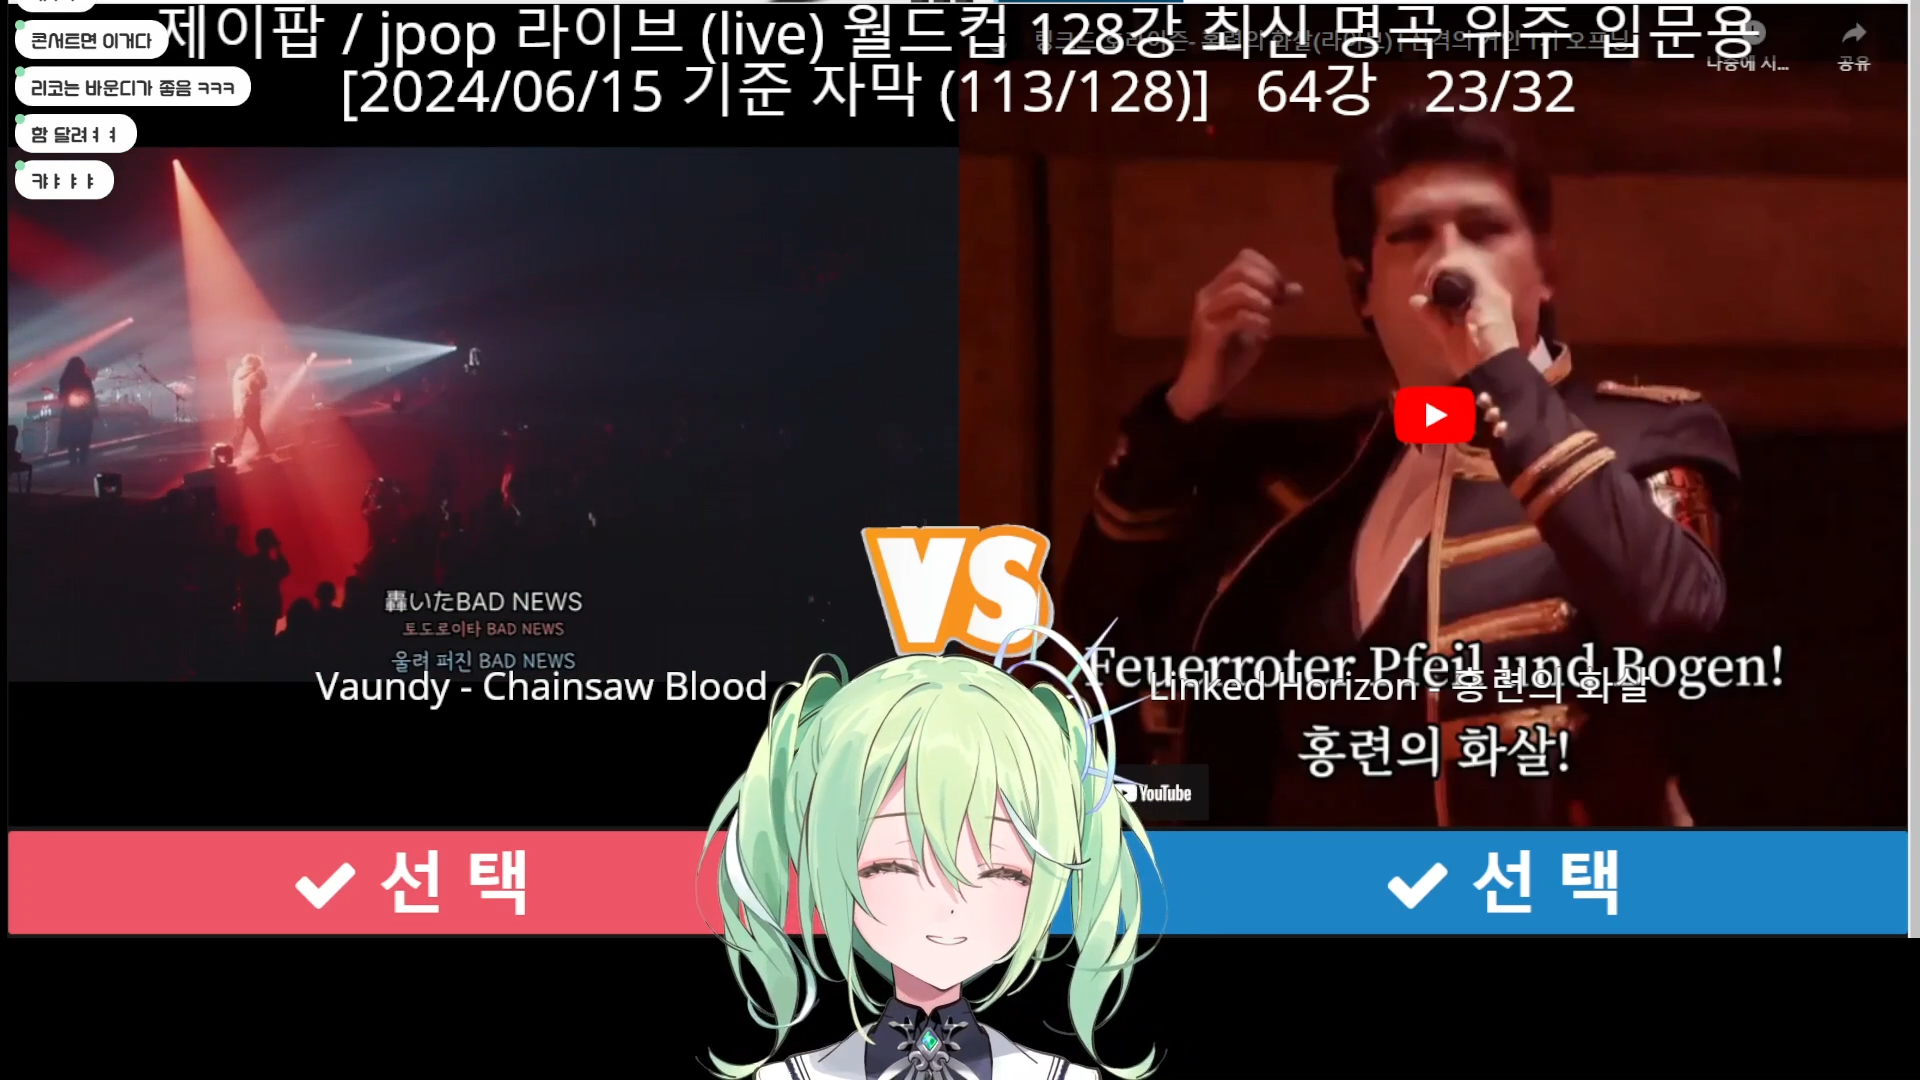 콘서트면 이거다
리코는 바운디가 좋음 ㅋㅋㅋ
함 달려ㅕㅕ
캬ㅑㅑㅑ
제이팝 / jpop 라이브 (live) 월드컵 128강 최신 명곡 위주 입문용
[2024/06/15 기준 자막 (113/128)] 64강 23/32
나중에 시...
공유
轟いたBAD NEWS
토도로이타 BAD NEWS
울려 퍼진 BAD NEWS
Vaundy - Chainsaw Blood
VS
Feuerroter Pfeil und Bogen!
Linked Horizon - 홍련의 화살
홍련의 화살!
YouTube
선 택
선 택